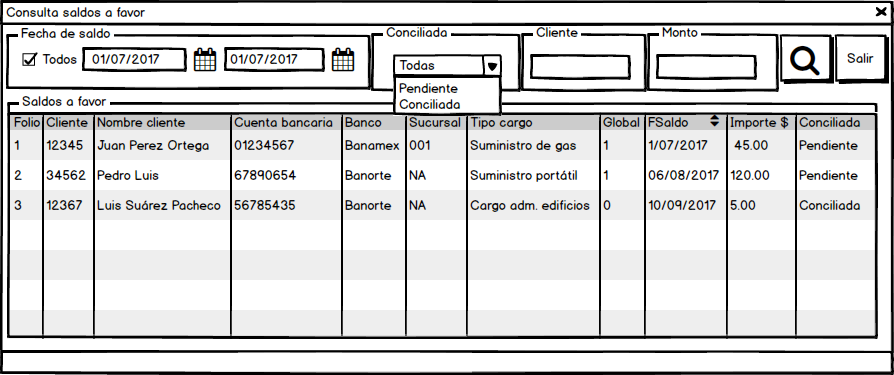 Consulta saldos a favor
Fecha de saldo
Todos 01/07/2017 01/07/2017
Conciliada
Todas
Pendiente
Conciliada
Cliente
Monto
Salir
Saldos a favor
Folio Cliente Nombre cliente Cuenta bancaria Banco Sucursal Tipo cargo Global FSaldo Importe $ Conciliada
1 12345 Juan Perez Ortega 01234567 Banamex 001 Suministro de gas 1 1/07/2017 45.00 Pendiente
2 34562 Pedro Luis 67890654 Banorte NA Suministro portátil 1 06/08/2017 120.00 Pendiente
3 12367 Luis Suárez Pacheco 56785435 Banorte NA Cargo adm. edificios 0 10/09/2017 5.00 Conciliada